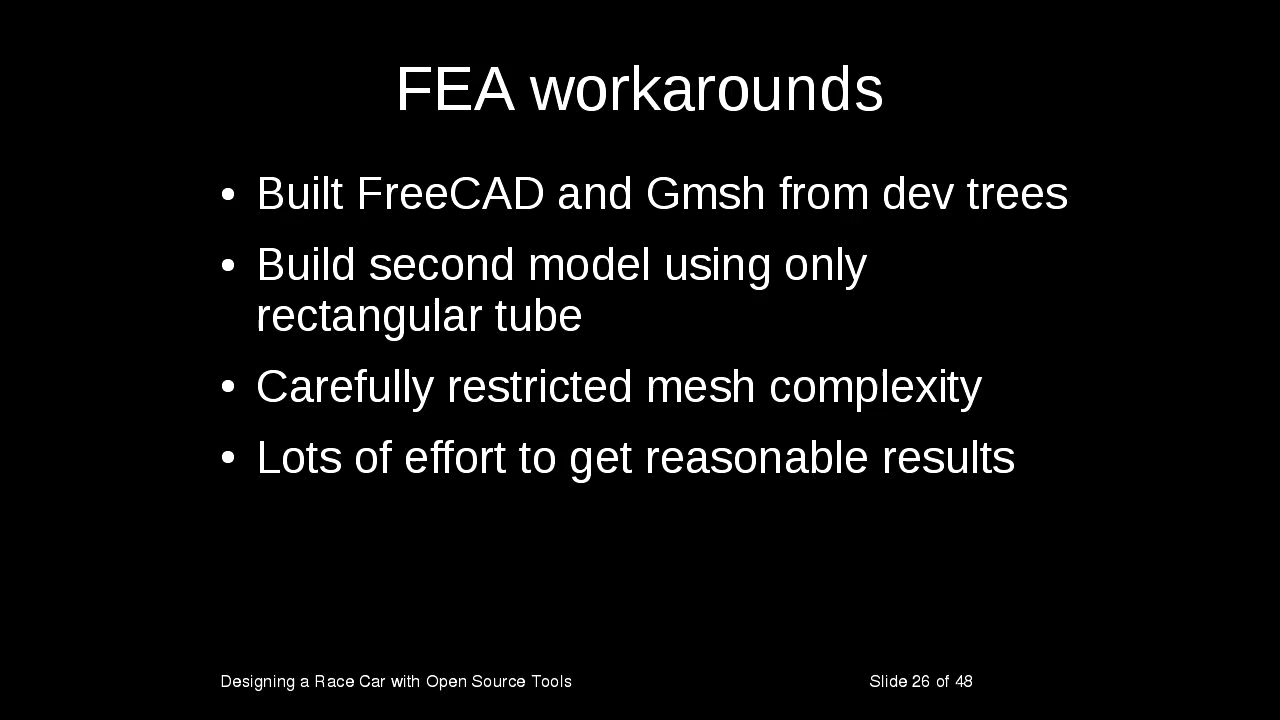 FEA workarounds
• Built FreeCAD and Gmsh from dev trees
• Build second model using only
rectangular tube
• Carefully restricted mesh complexity
• Lots of effort to get reasonable results
Designing a Race Car with Open Source Tools
Slide 26 of 48